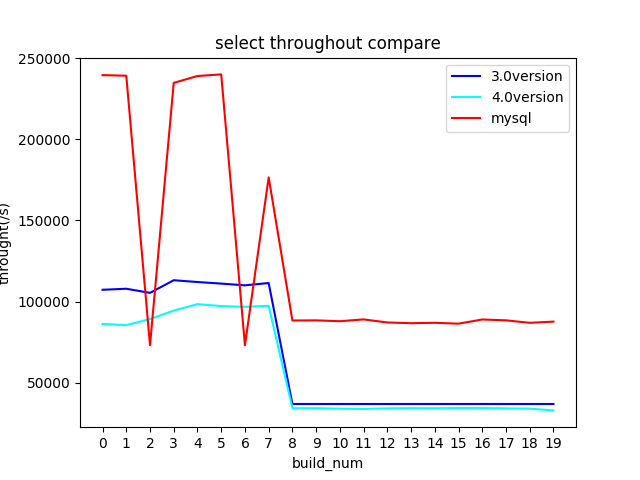 select throughout compare
250000
200000
150000
100000
50000
throught(/s)
3.0version
4.0version
mysql
0 1 2 3 4 5 6 7 8 9 10 11 12 13 14 15 16 17 18 19
build_num